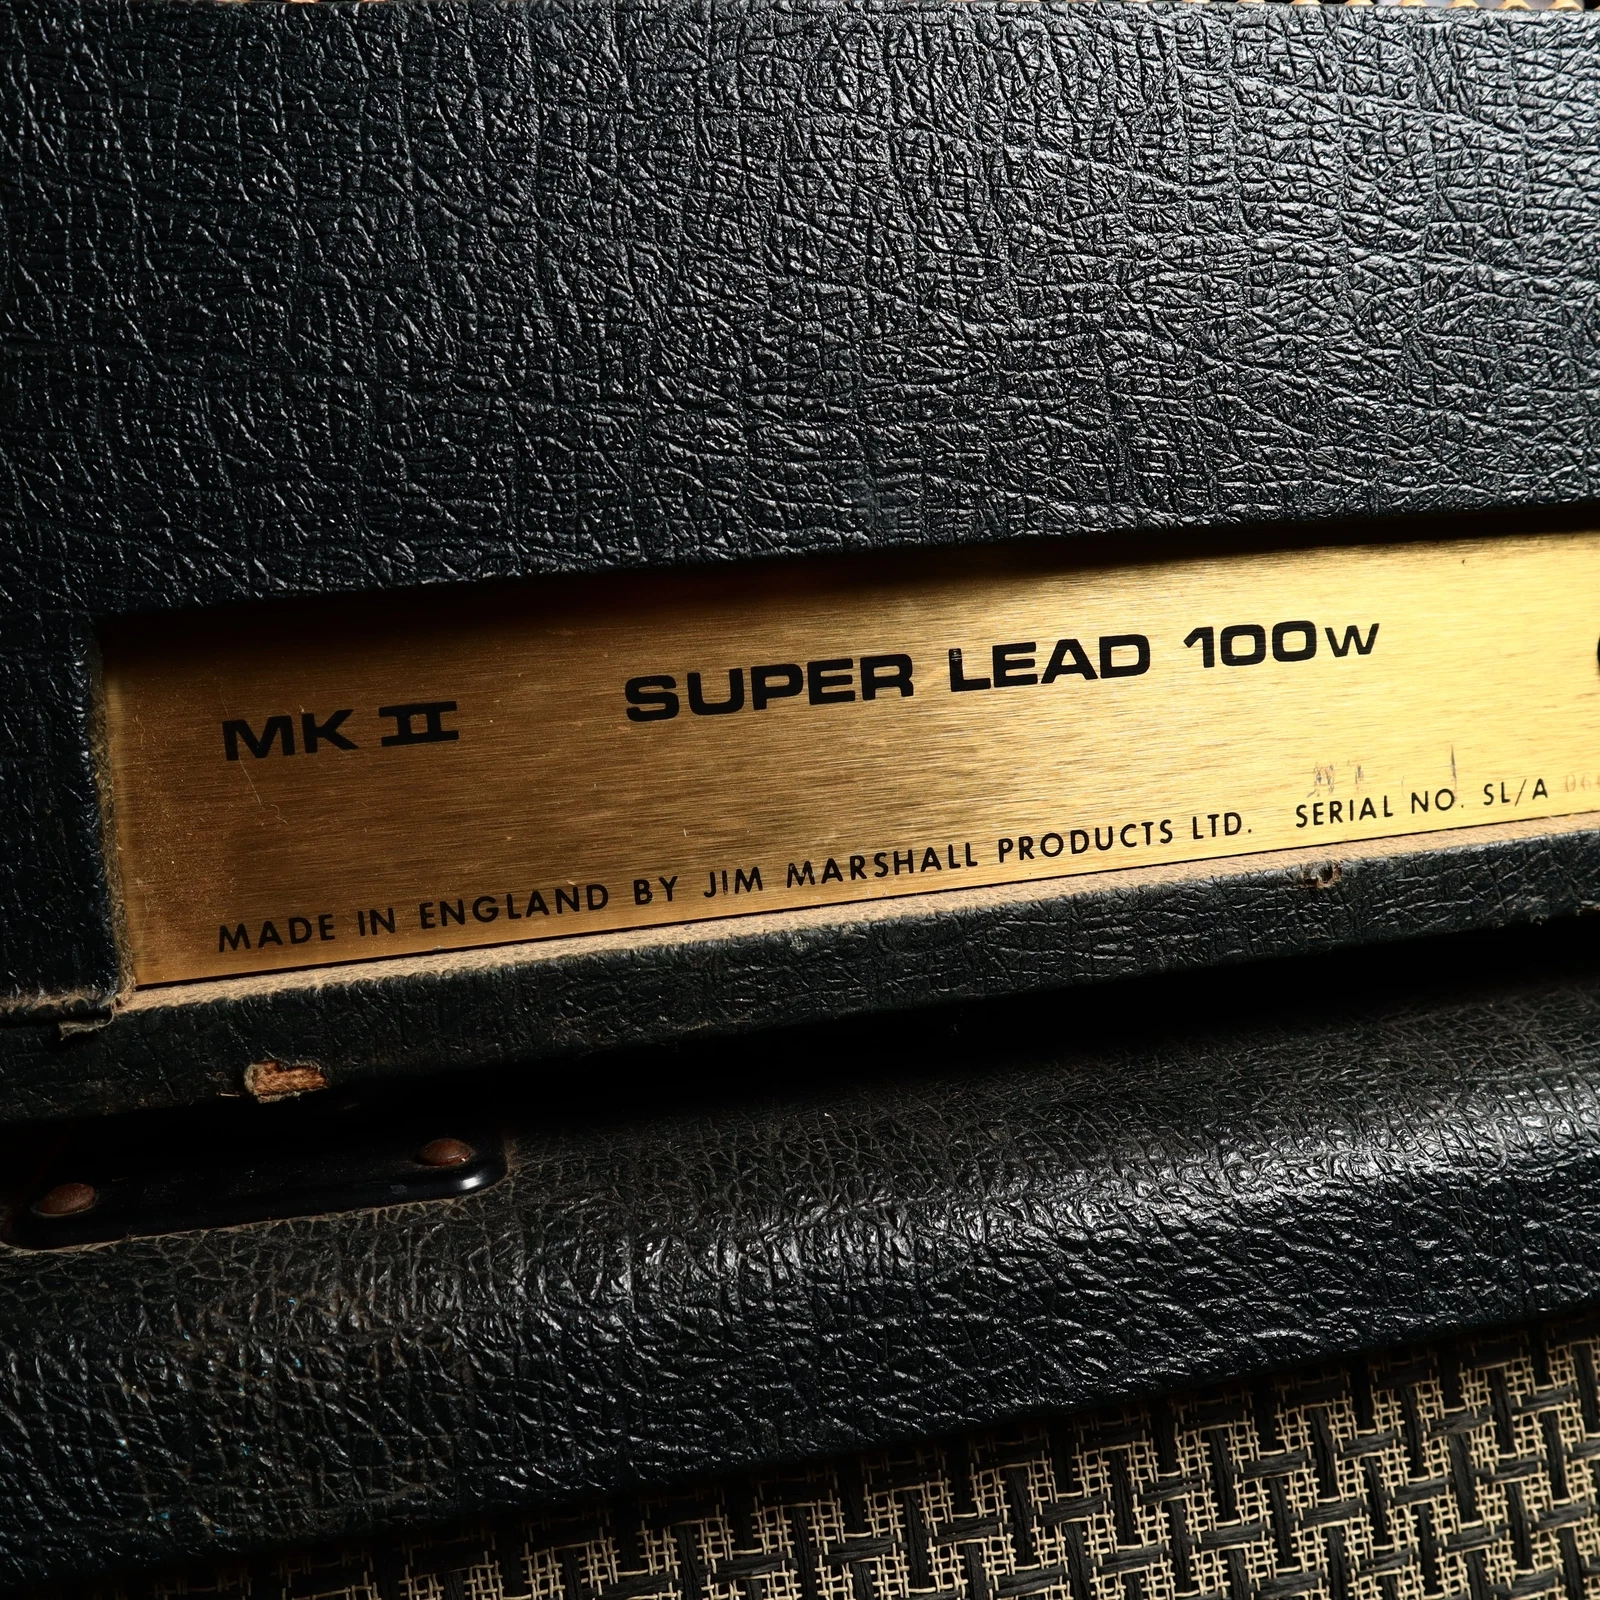 MK II SUPER LEAD 100W
MADE IN ENGLAND BY JIM MARSHALL PRODUCTS LTD. SERIAL NO. SL/A